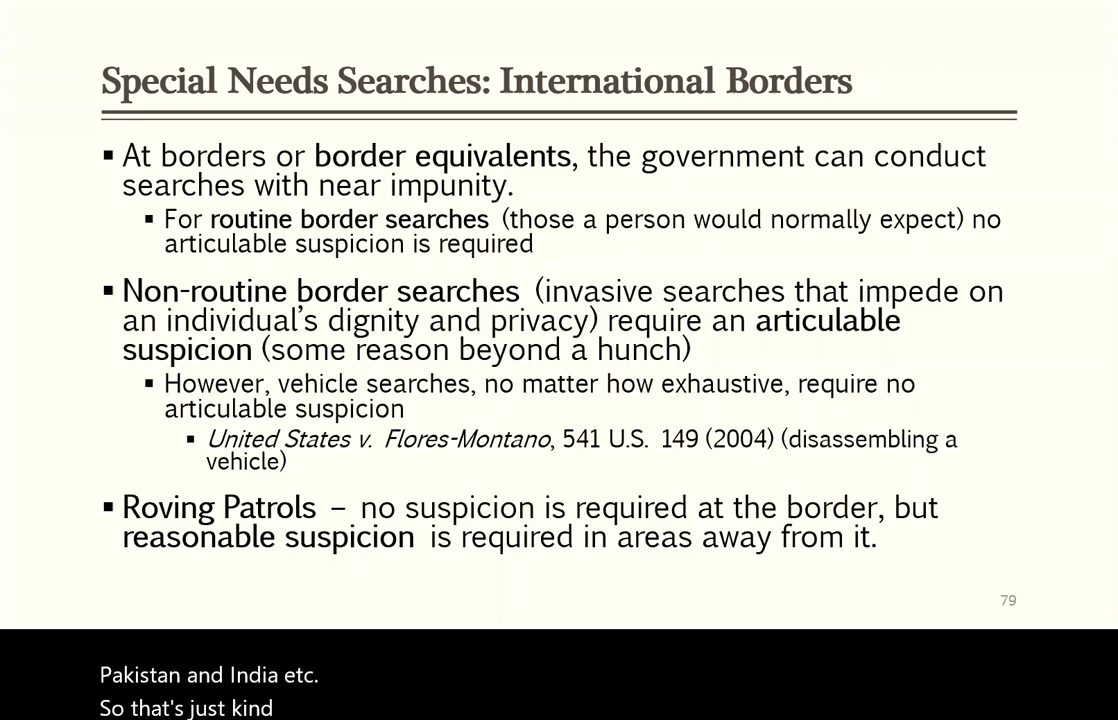 Special Needs Searches: International Borders
▪ At borders or border equivalents, the government can conduct
searches with near impunity.
▪ For routine border searches (those a person would normally expect) no
articulable suspicion is required
▪ Non-routine border searches (invasive searches that impede on
an individual's dignity and privacy) require an articulable
suspicion (some reason beyond a hunch)
▪ However, vehicle searches, no matter how exhaustive, require no
articulable suspicion
▪ United States v. Flores-Montano, 541 U.S. 149 (2004) (disassembling a
vehicle)
▪ Roving Patrols – no suspicion is required at the border, but
reasonable suspicion is required in areas away from it.
79
Pakistan and India etc.
So that's just kind